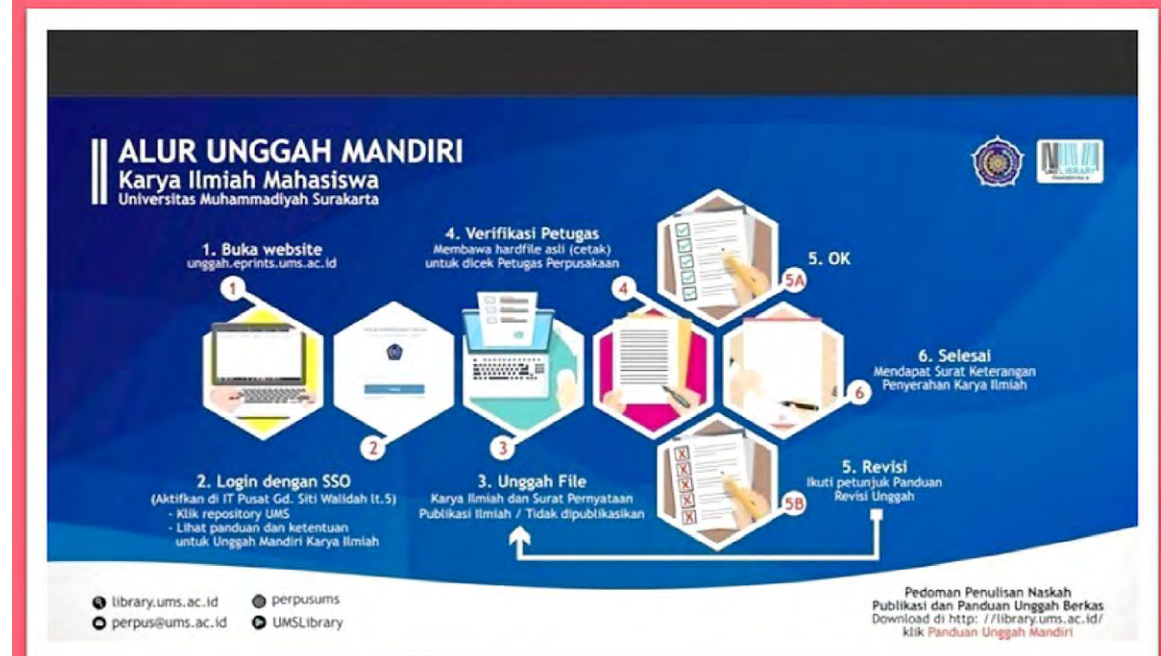 ALUR UNGGAH MANDIRI
Karya Ilmiah Mahasiswa
Universitas Muhammadiyah Surakarta
LIBRARY
1. Buka website
unggah.eprints.ums.ac.id
1
2
2. Login dengan SSO
(Aktifkan di IT Pusat Gd. Siti Walidah lt.5)
- Klik repository UMS
- Lihat panduan dan ketentuan
untuk Unggah Mandiri Karya Ilmiah
3
3. Unggah File
Karya Ilmiah dan Surat Pernyataan
Publikasi Ilmiah / Tidak dipublikasikan
4. Verifikasi Petugas
Membawa hardfile asli (cetak)
untuk dicek Petugas Perpusakaan
4
5. OK
5A
5. Revisi
Ikuti petunjuk Panduan
Revisi Unggah
5B
6. Selesai
Mendapat Surat Keterangan
Penyerahan Karya Ilmiah
6
library.ums.ac.id
perpusums
perpus@ums.ac.id
UMSLibrary
Pedoman Penulisan Naskah
Publikasi dan Panduan Unggah Berkas
Download di http: //library.ums.ac.id/
klik Panduan Unggah Mandiri